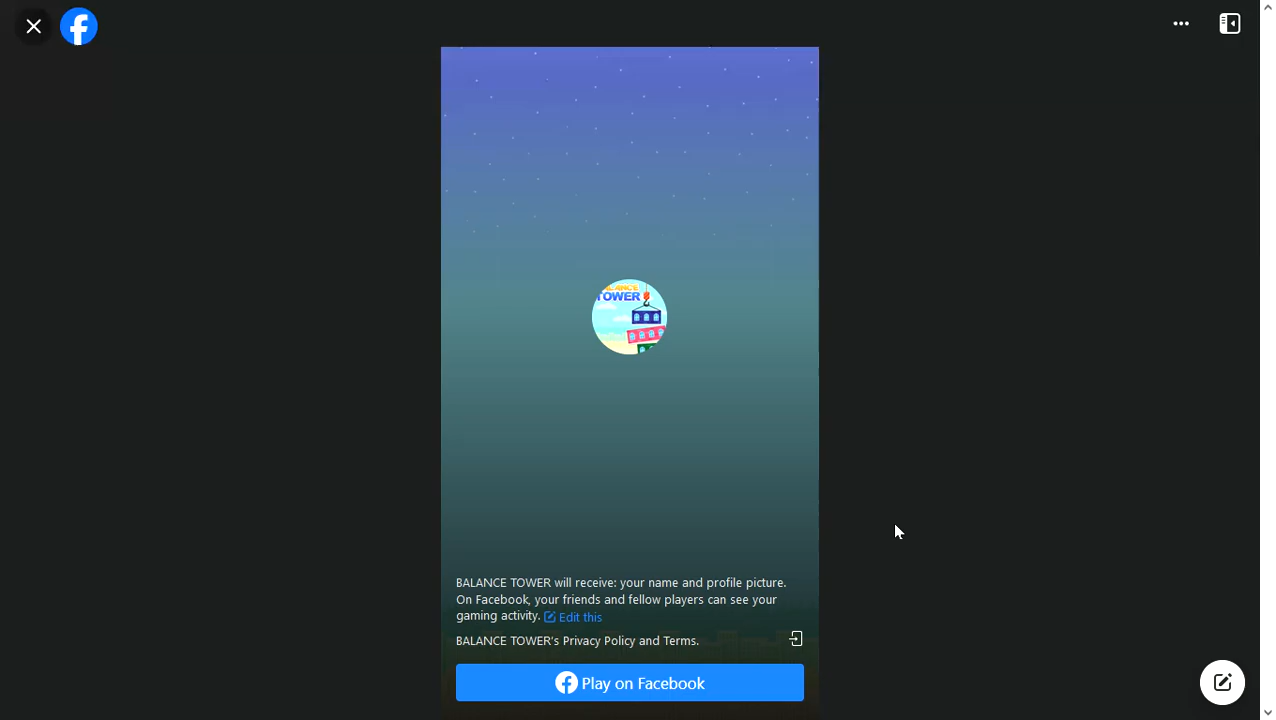 BALANCE
TOWER
BALANCE TOWER will receive: your name and profile picture.
On Facebook, your friends and fellow players can see your
gaming activity. Edit this
BALANCE TOWER's Privacy Policy and Terms.
Play on Facebook